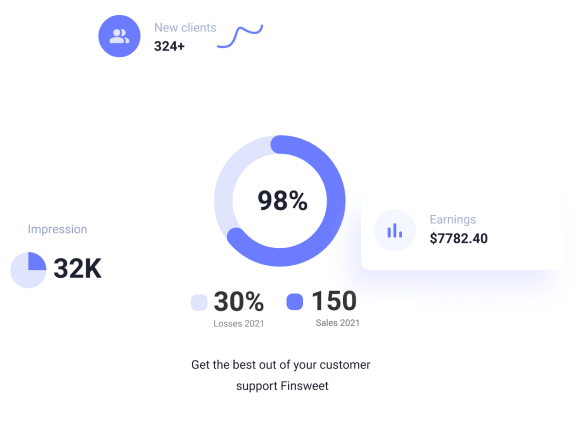 New clients
324+
98%
Earnings
$7782.40
Impression
32K
30%
Losses 2021
150
Sales 2021
Get the best out of your customer
support Finsweet